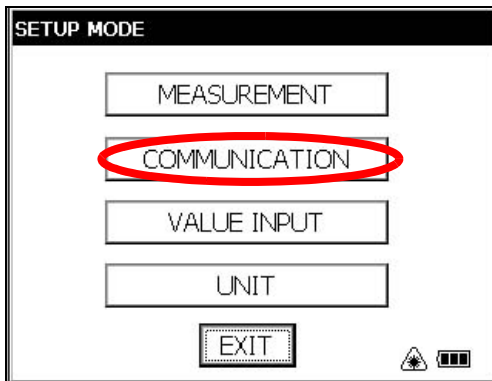 SETUP MODE
MEASUREMENT
COMMUNICATION
VALUE INPUT
UNIT
EXIT